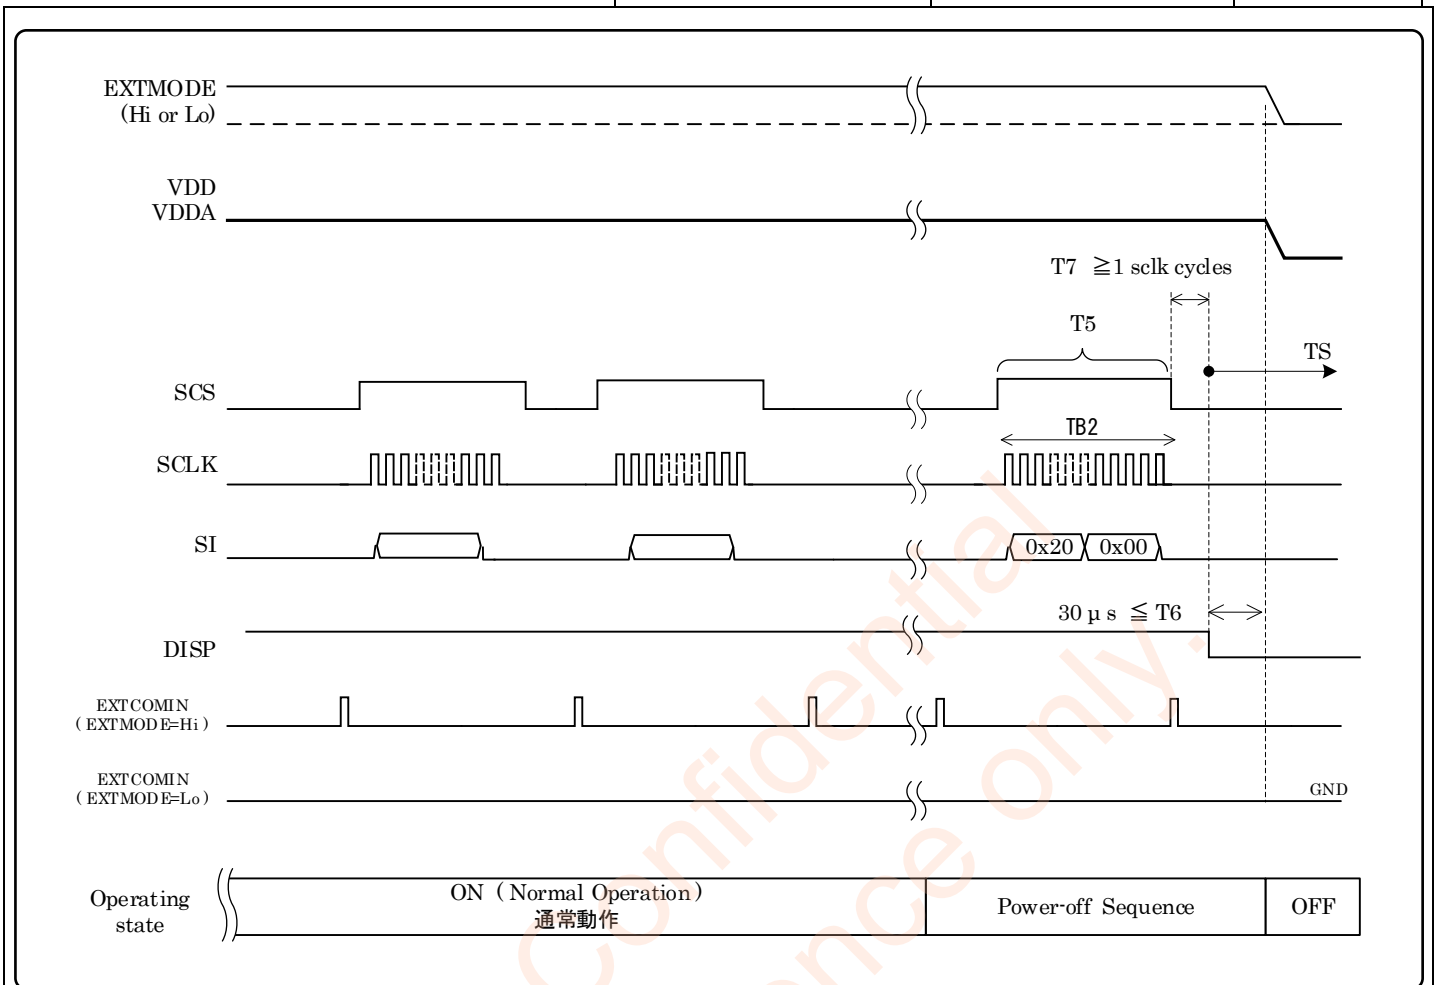 EXTMODE
(Hi or Lo)
VDD
VDDA
T7 ≧1 sclk cycles
T5
TS
SCS
TB2
SCLK
SI
0x20 0x00
30 μ s ≦ T6
DISP
EXTCOMIN
( EXTMODE=Hi )
EXTCOMIN
( EXTMODE=Lo )
GND
Operating
state
ON ( Normal Operation )
通常動作
Power-off Sequence
OFF
Confidential
ence only.